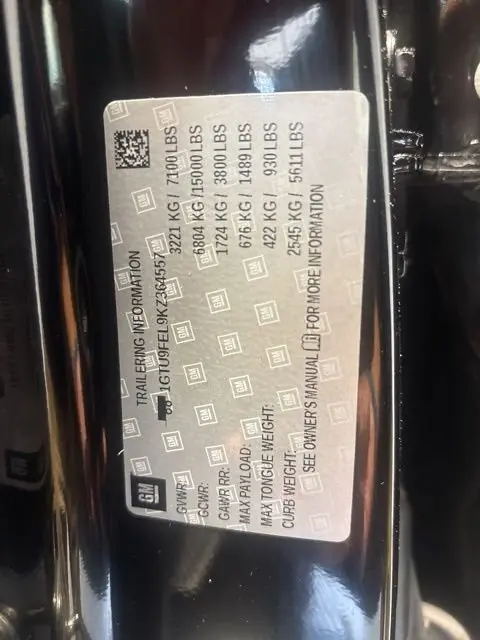 TRAILERING INFORMATION
1GTU9FEL9KZ364557
GM
GVWR: 3221 KG / 7100 LBS
GCWR: 6804 KG /15000 LBS
GAWR RR: 1724 KG / 3800 LBS
MAX PAYLOAD: 676 KG / 1489 LBS
MAX TONGUE WEIGHT: 422 KG / 930 LBS
CURB WEIGHT: 2545 KG / 5611 LBS
SEE OWNER'S MANUAL FOR MORE INFORMATION